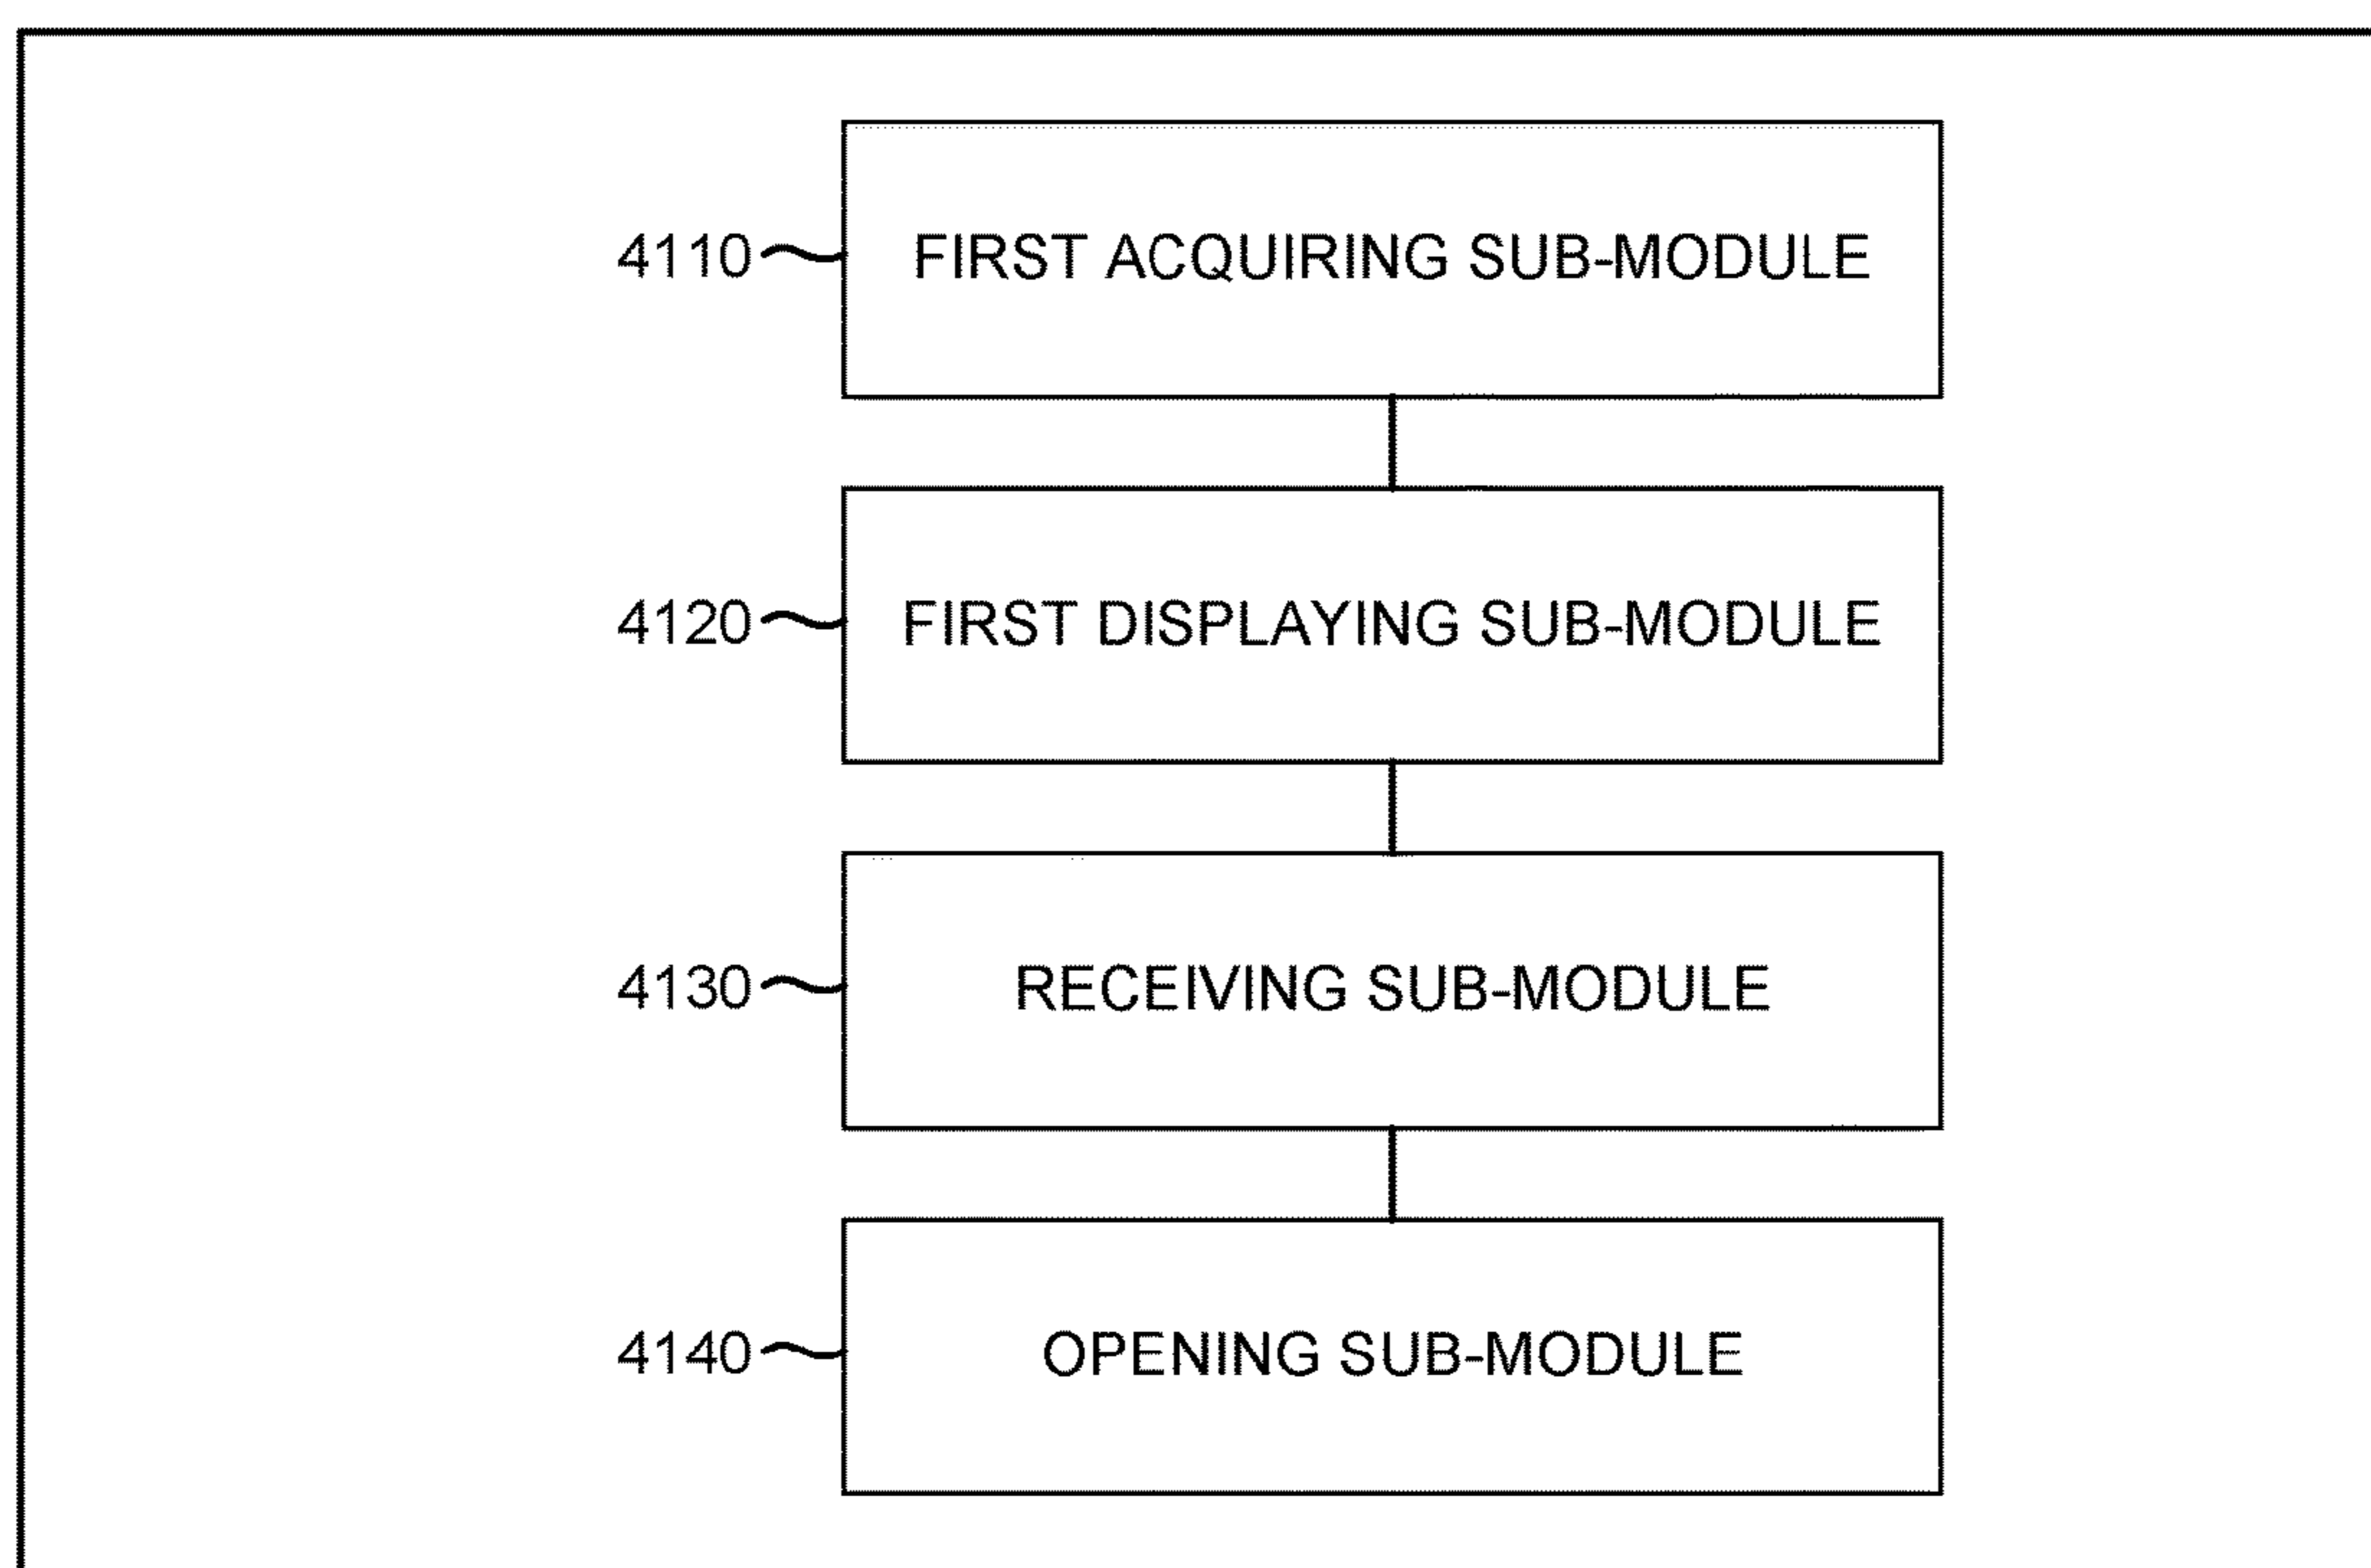 4110 FIRST ACQUIRING SUB-MODULE
4120 FIRST DISPLAYING SUB-MODULE
4130 RECEIVING SUB-MODULE
4140 OPENING SUB-MODULE